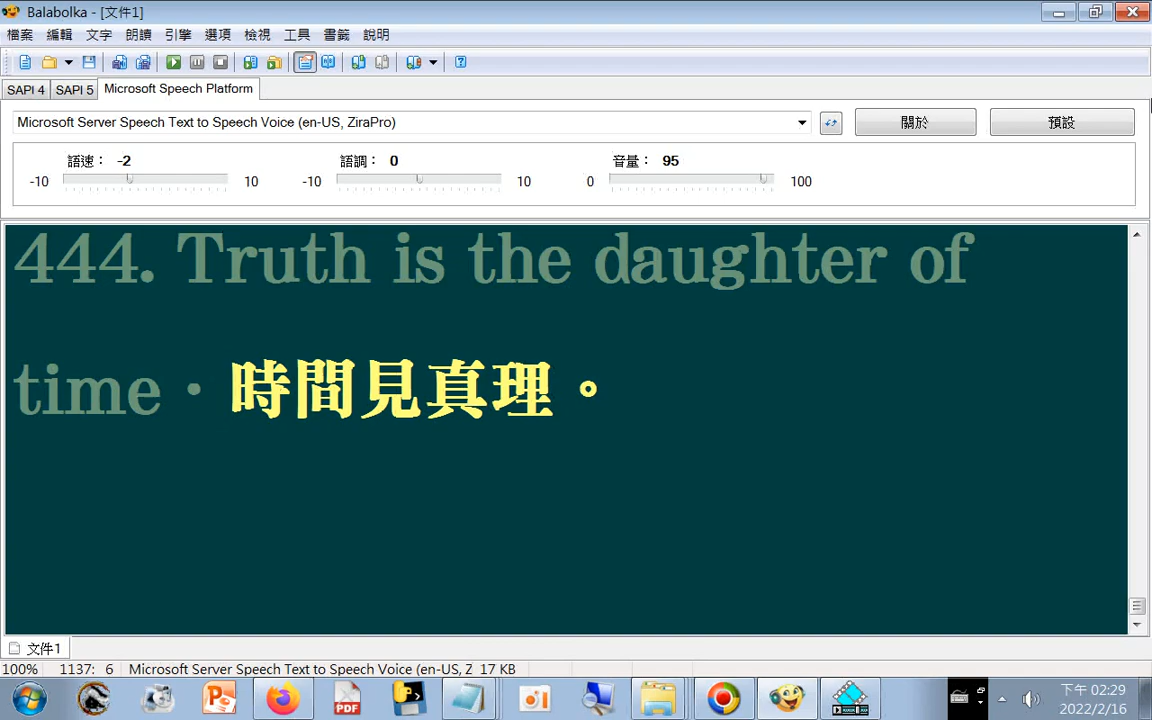 Balabolka - [文件1]
檔案 編輯 文字 朗讀 引擎 選項 檢視 工具 書籤 說明
SAPI 4 SAPI 5 Microsoft Speech Platform
Microsoft Server Speech Text to Speech Voice (en-US, ZiraPro) 關於 預設
語速： -2 語調： 0 音量： 95
-10 10 -10 10 0 100
444. Truth is the daughter of
time．時間見真理。
文件1
100% 1137: 6 Microsoft Server Speech Text to Speech Voice (en-US, Z 17 KB
PDF
下午 02:29
2022/2/16